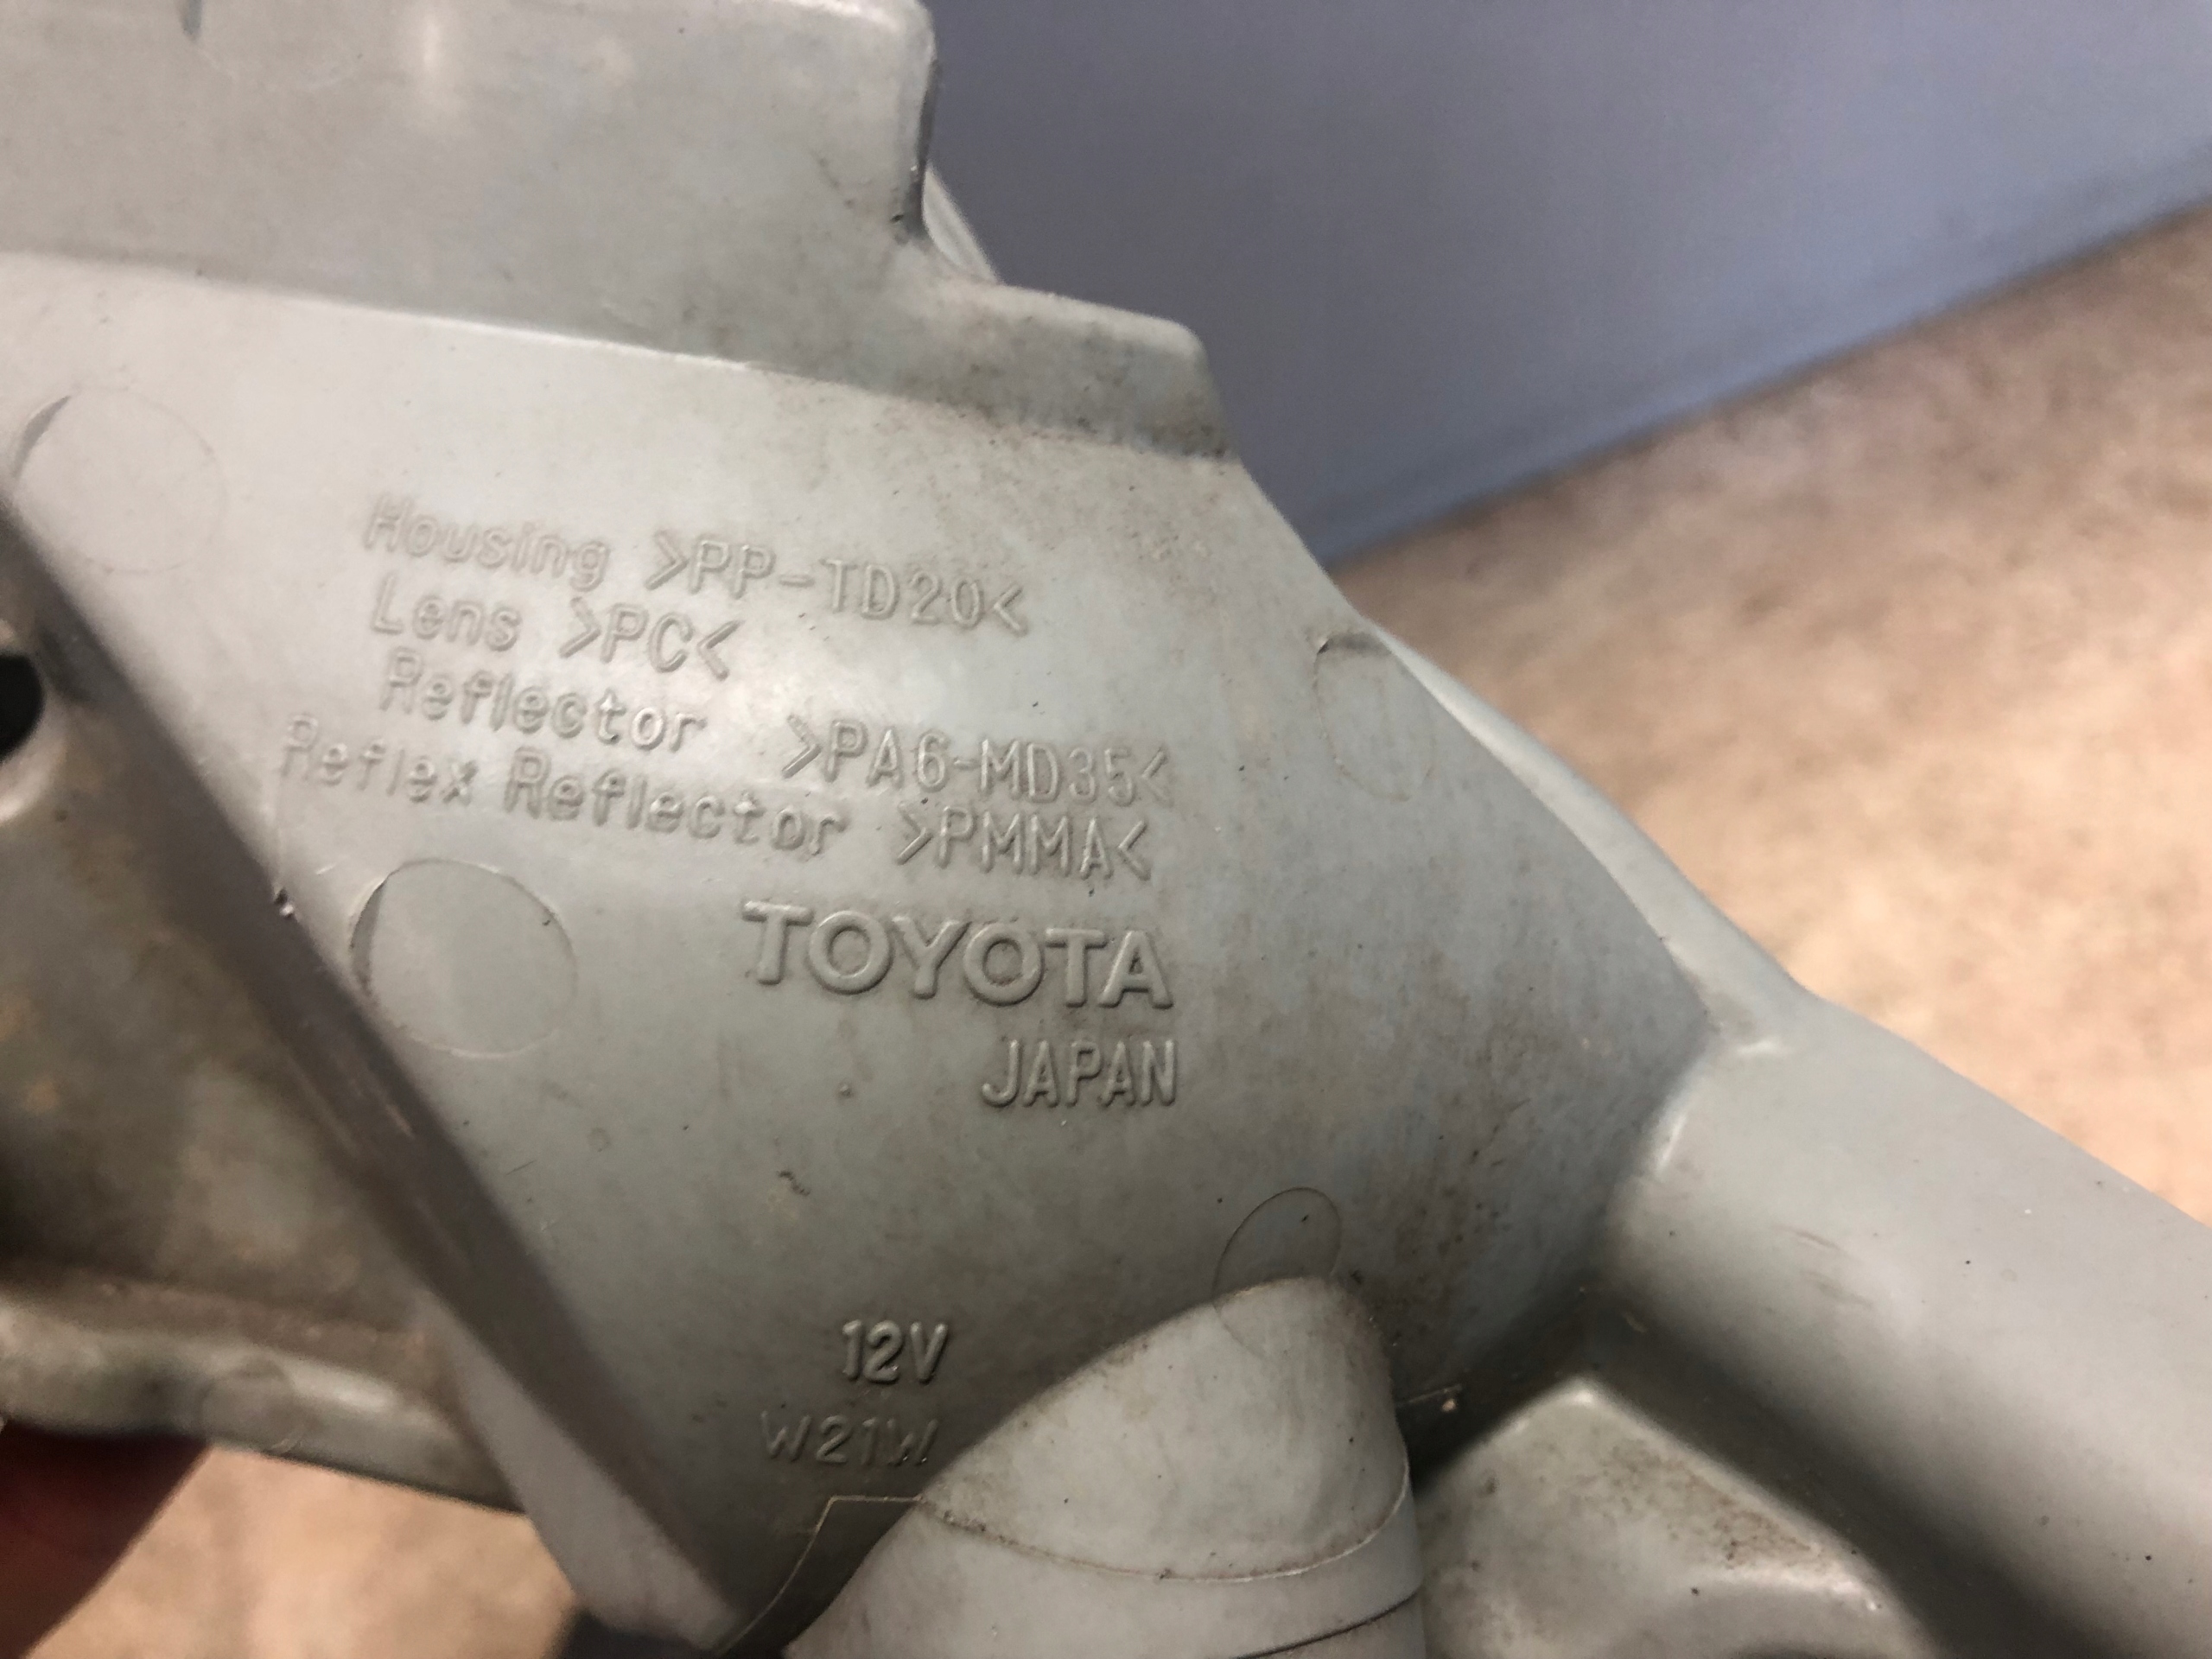 Housing >PP-TD20<
Lens >PC<
Reflector >PA6-MD35<
Reflex Reflector >PMMA<
TOYOTA
JAPAN
12V
W21W